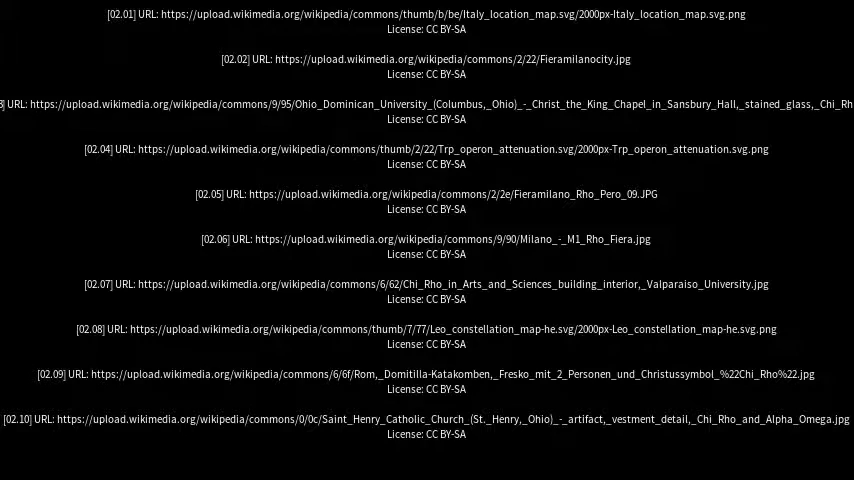 [02.01] URL: https://upload.wikimedia.org/wikipedia/commons/thumb/b/be/Italy_location_map.svg/2000px-Italy_location_map.svg.png
License: CC BY-SA
[02.02] URL: https://upload.wikimedia.org/wikipedia/commons/2/22/Fieramilanocity.jpg
License: CC BY-SA
] URL: https://upload.wikimedia.org/wikipedia/commons/9/95/Ohio_Dominican_University_(Columbus,_Ohio)_-_Christ_the_King_Chapel_in_Sansbury_Hall,_stained_glass,_Chi_Rh
License: CC BY-SA
[02.04] URL: https://upload.wikimedia.org/wikipedia/commons/thumb/2/22/Trp_operon_attenuation.svg/2000px-Trp_operon_attenuation.svg.png
License: CC BY-SA
[02.05] URL: https://upload.wikimedia.org/wikipedia/commons/2/2e/Fieramilano_Rho_Pero_09.JPG
License: CC BY-SA
[02.06] URL: https://upload.wikimedia.org/wikipedia/commons/9/90/Milano_-_M1_Rho_Fiera.jpg
License: CC BY-SA
[02.07] URL: https://upload.wikimedia.org/wikipedia/commons/6/62/Chi_Rho_in_Arts_and_Sciences_building_interior,_Valparaiso_University.jpg
License: CC BY-SA
[02.08] URL: https://upload.wikimedia.org/wikipedia/commons/thumb/7/77/Leo_constellation_map-he.svg/2000px-Leo_constellation_map-he.svg.png
License: CC BY-SA
[02.09] URL: https://upload.wikimedia.org/wikipedia/commons/6/6f/Rom,_Domitilla-Katakomben,_Fresko_mit_2_Personen_und_Christussymbol_%22Chi_Rho%22.jpg
License: CC BY-SA
[02.10] URL: https://upload.wikimedia.org/wikipedia/commons/0/0c/Saint_Henry_Catholic_Church_(St._Henry,_Ohio)_-_artifact,_vestment_detail,_Chi_Rho_and_Alpha_Omega.jpg
License: CC BY-SA